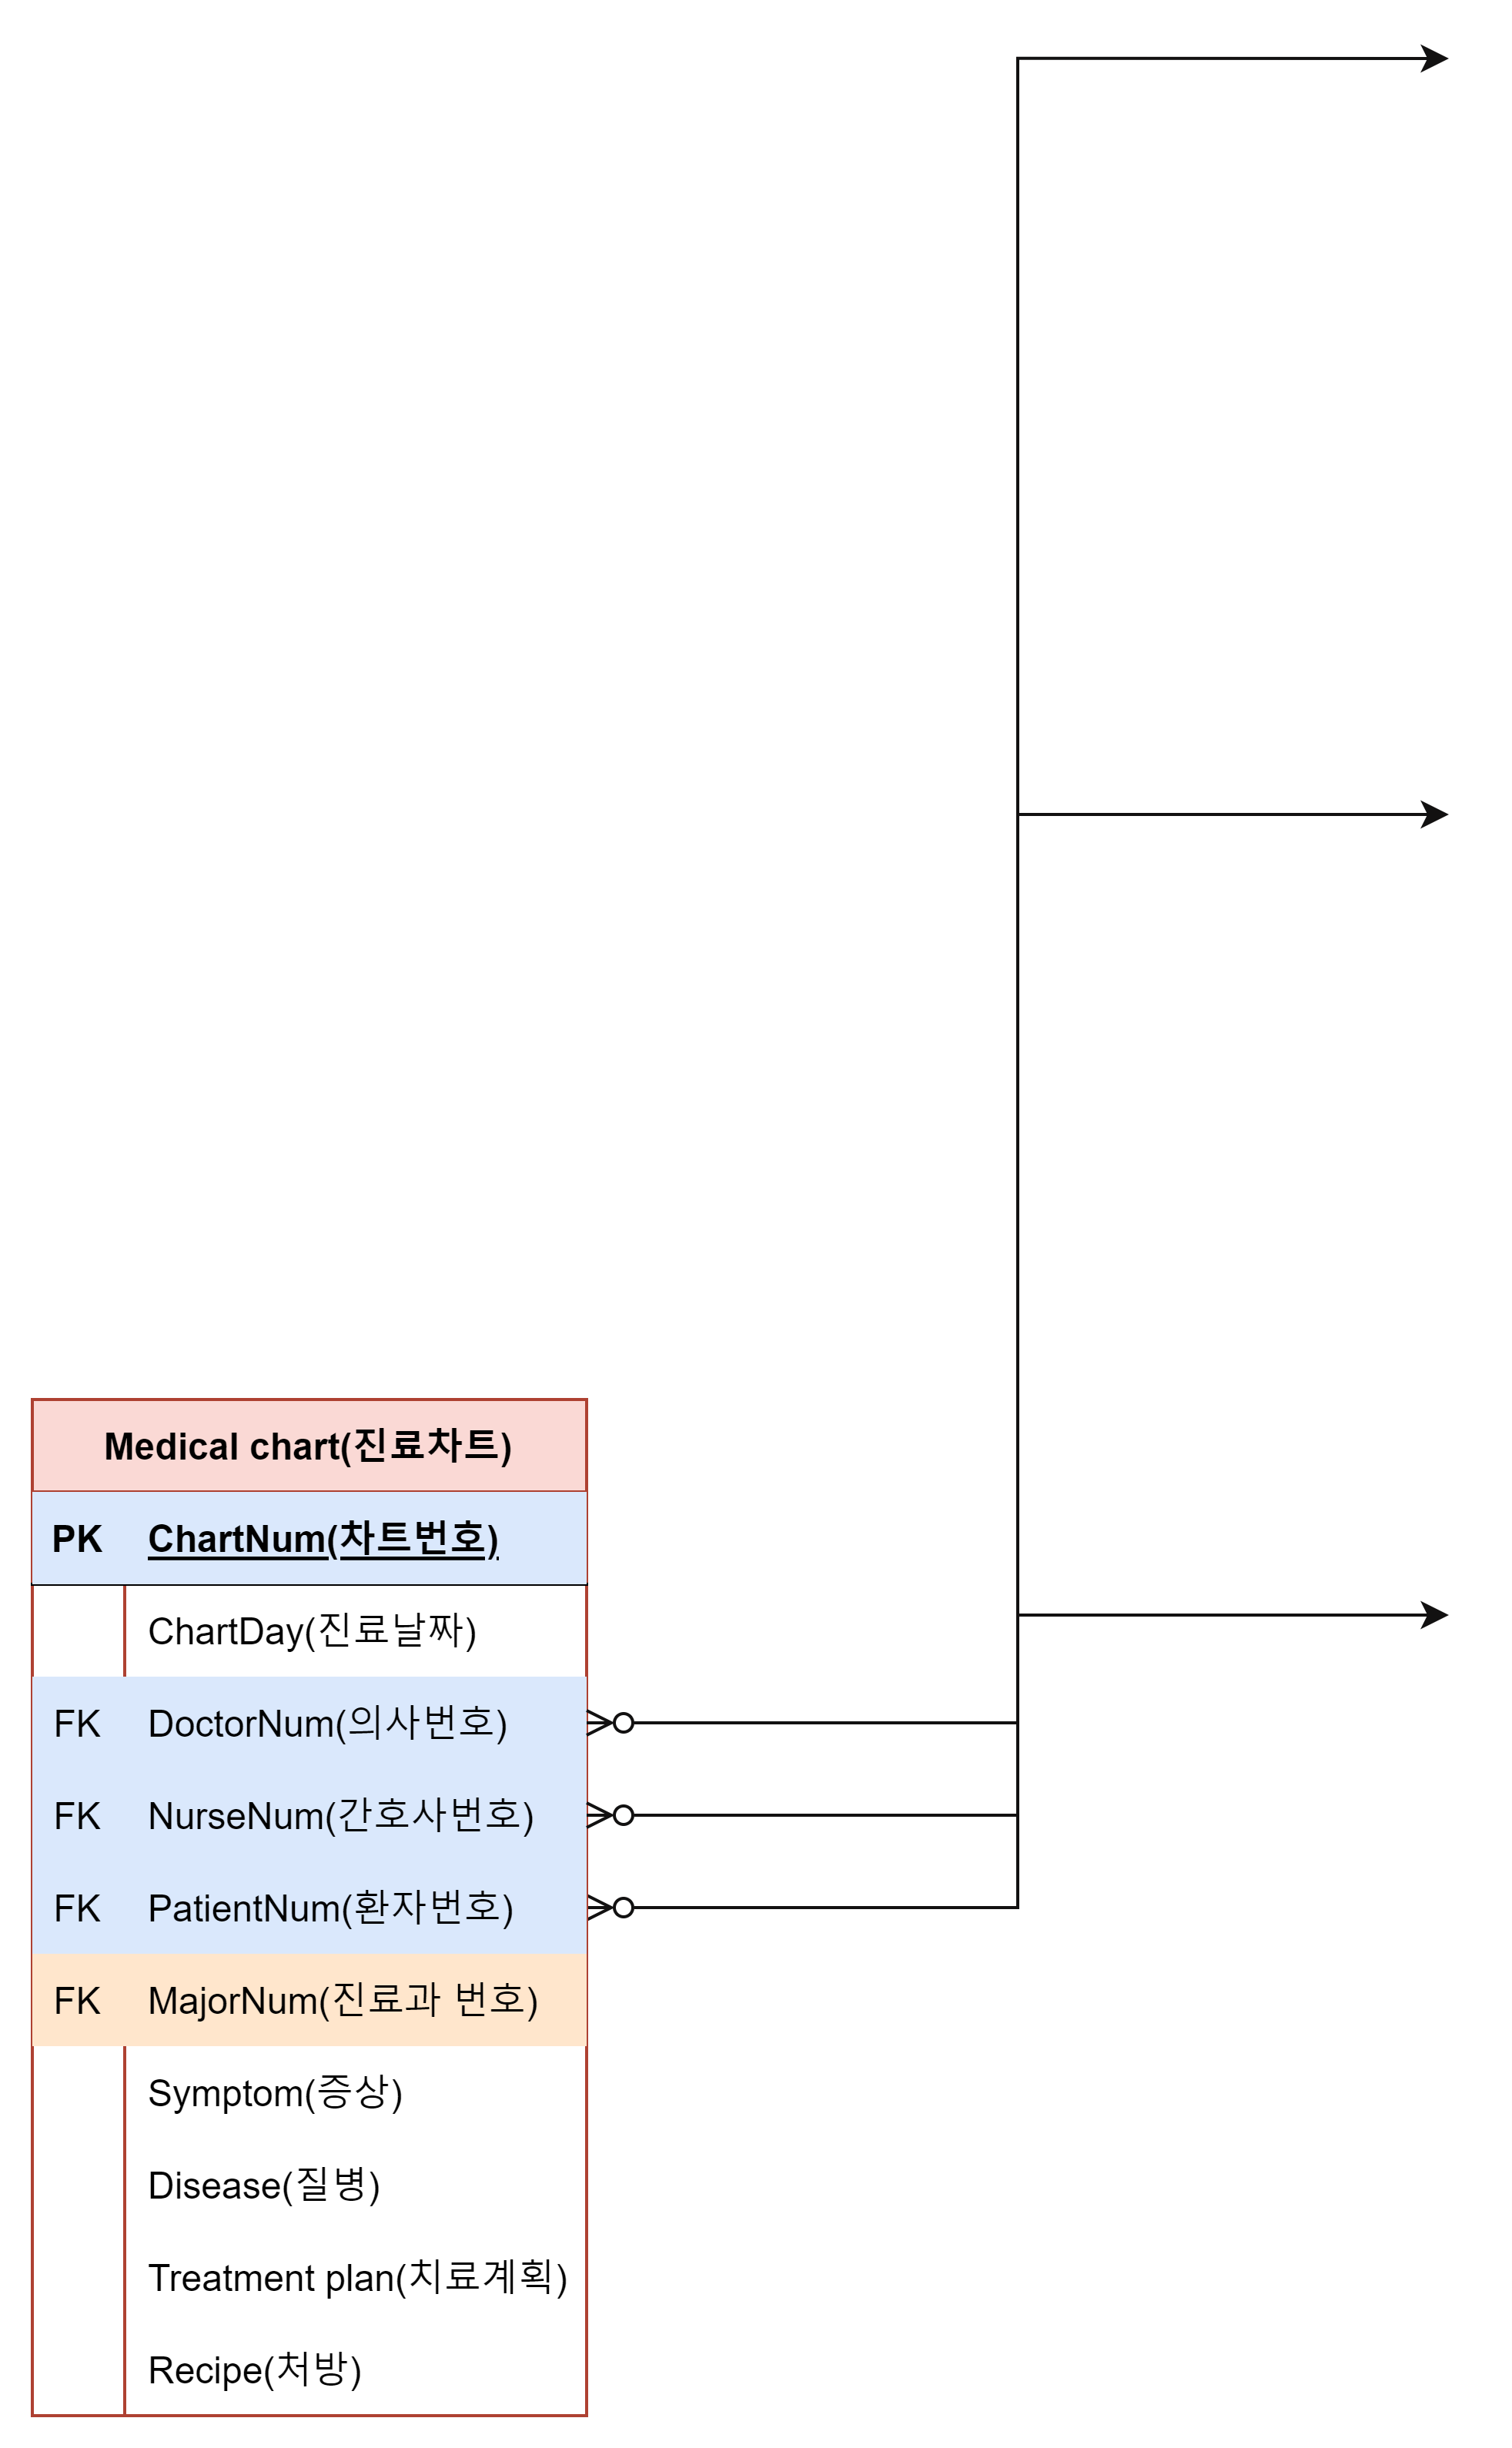 Medical chart(진료차트)
PK ChartNum(차트번호)
ChartDay(진료날짜)
FK DoctorNum(의사번호)
FK NurseNum(간호사번호)
FK PatientNum(환자번호)
FK MajorNum(진료과 번호)
Symptom(증상)
Disease(질병)
Treatment plan(치료계획)
Recipe(처방)